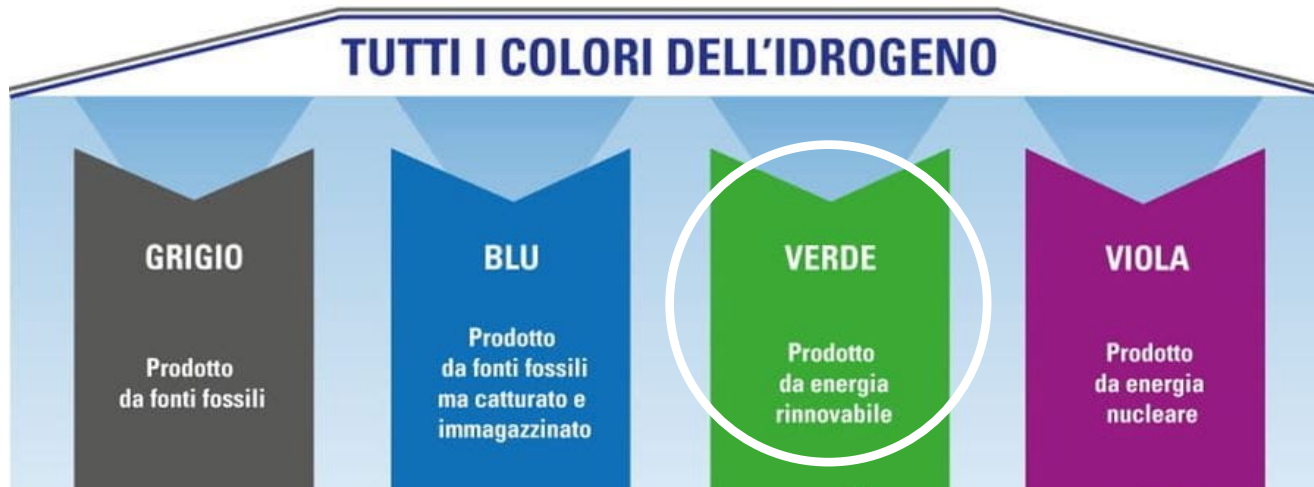 TUTTI I COLORI DELL'IDROGENO
GRIGIO
Prodotto
da fonti fossili
BLU
Prodotto
da fonti fossili
ma catturato e
immagazzinato
VERDE
Prodotto
da energia
rinnovabile
VIOLA
Prodotto
da energia
nucleare